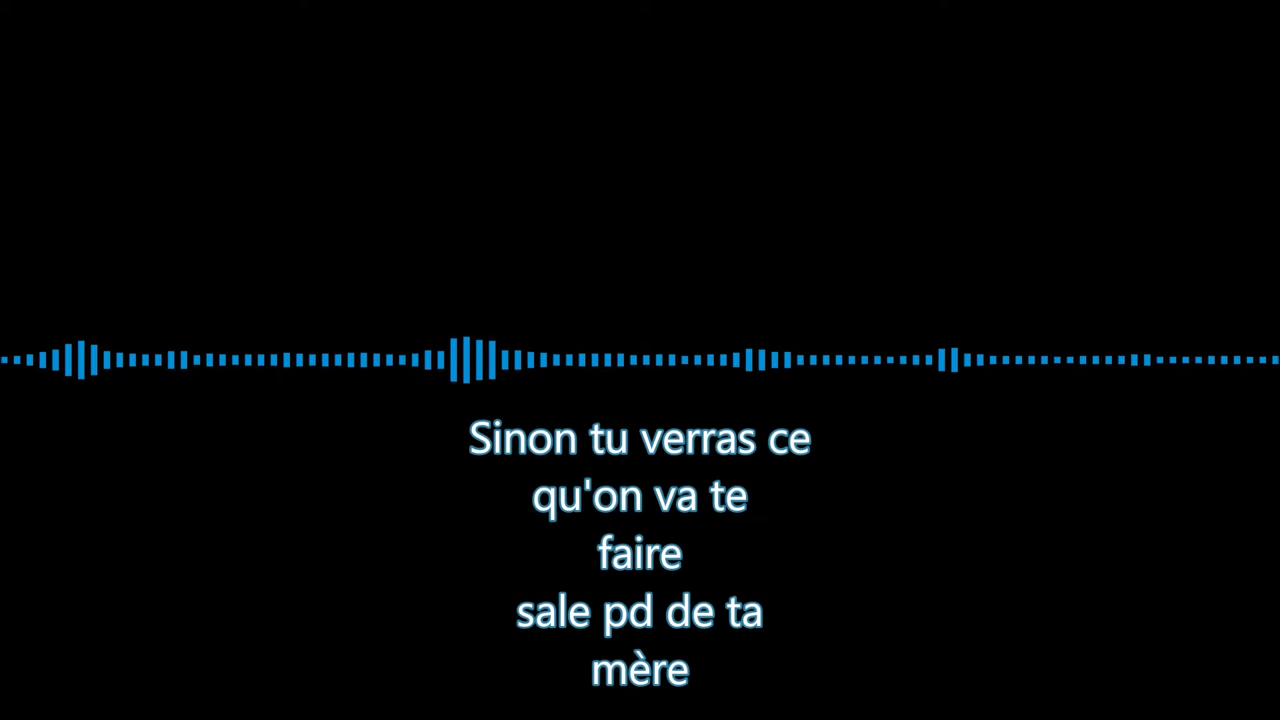 Sinon tu verras ce
qu'on va te
faire
sale pd de ta
mère